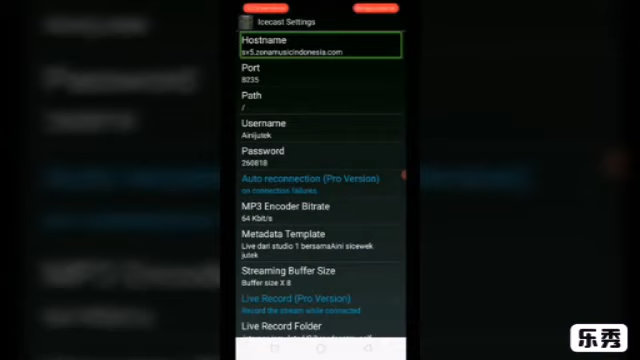 Icecast Settings
Hostname
sv5.zonamusicindonesia.com
Port
8235
Path
/
Username
Ainijutek
Password
260818
Auto reconnection (Pro Version)
on connection failures.
MP3 Encoder Bitrate
64 Kbit/s
Metadata Template
Live dari studio 1 bersamaAini sicewek
jutek
Streaming Buffer Size
Buffer size X 8
Live Record (Pro Version)
Record the stream while connected
Live Record Folder
乐秀